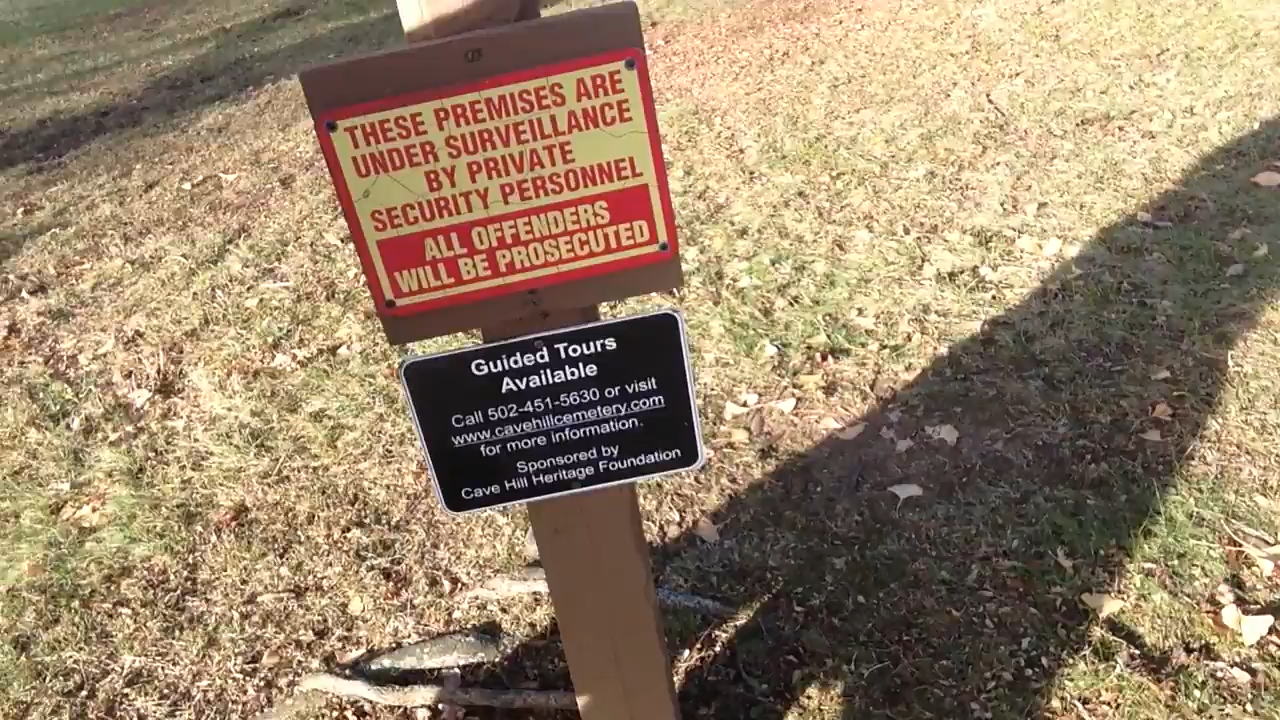 THESE PREMISES ARE
UNDER SURVEILLANCE
BY PRIVATE
SECURITY PERSONNEL
ALL OFFENDERS
WILL BE PROSECUTED
Guided Tours
Available
Call 502-451-5630 or visit
www.cavehillcemetery.com
for more information.
Sponsored by
Cave Hill Heritage Foundation